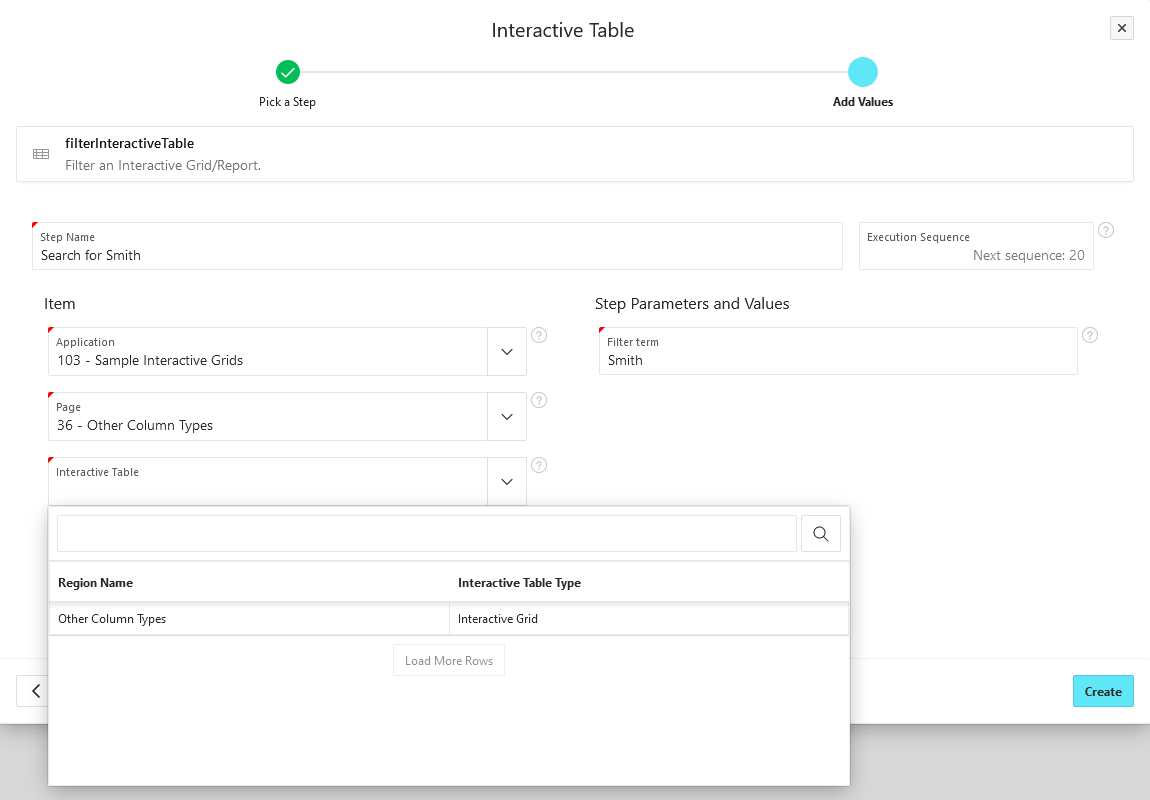 Interactive Table
Pick a Step
Add Values
filterInteractiveTable
Filter an Interactive Grid/Report.
Step Name
Search for Smith
Execution Sequence
Next sequence: 20
?
Item
Step Parameters and Values
Application
103 - Sample Interactive Grids
?
Filter term
Smith
?
Page
36 - Other Column Types
?
Interactive Table
?
Region Name
Interactive Table Type
Other Column Types
Interactive Grid
Load More Rows
Create